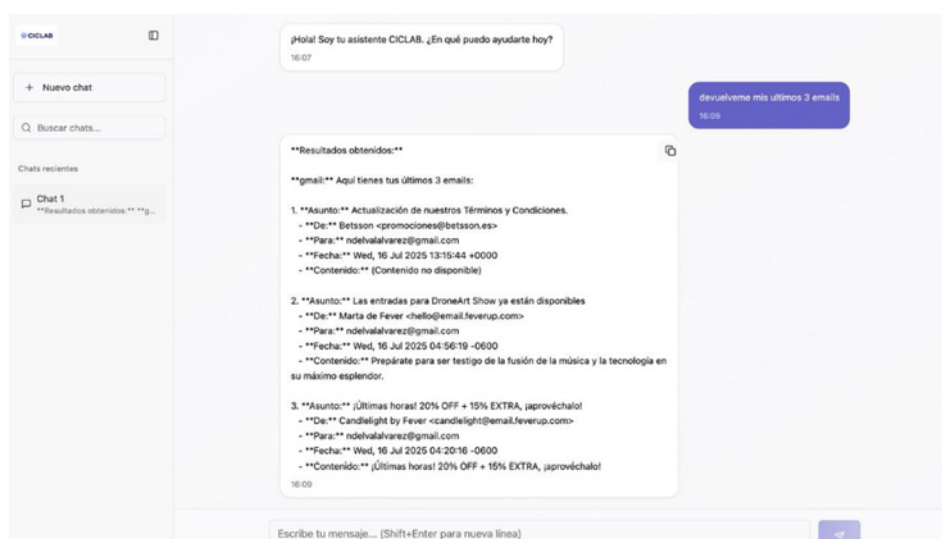 CICLAB
+ Nuevo chat
Buscar chats...
Chats recientes
Chat 1
**Resultados obtenidos:** **g...
¡Hola! Soy tu asistente CICLAB. ¿En qué puedo ayudarte hoy?
16:07
devuelveme mis ultimos 3 emails
16:09
**Resultados obtenidos:**
**gmail:** Aquí tienes tus últimos 3 emails:
1. **Asunto:** Actualización de nuestros Términos y Condiciones.
- **De:** Betsson <promociones@betsson.es>
- **Para:** ndelvalalvarez@gmail.com
- **Fecha:** Wed, 16 Jul 2025 13:15:44 +0000
- **Contenido:** (Contenido no disponible)
2. **Asunto:** Las entradas para DroneArt Show ya están disponibles
- **De:** Marta de Fever <hello@email.feverup.com>
- **Para:** ndelvalalvarez@gmail.com
- **Fecha:** Wed, 16 Jul 2025 04:56:19 -0600
- **Contenido:** Prepárate para ser testigo de la fusión de la música y la tecnología en
su máximo esplendor.
3. **Asunto:** ¡Últimas horas! 20% OFF + 15% EXTRA, ¡aprovéchalo!
- **De:** Candlelight by Fever <candlelight@email.feverup.com>
- **Para:** ndelvalalvarez@gmail.com
- **Fecha:** Wed, 16 Jul 2025 04:20:16 -0600
- **Contenido:** ¡Últimas horas! 20% OFF + 15% EXTRA, ¡aprovéchalo!
16:09
Escribe tu mensaje... (Shift+Enter para nueva línea)